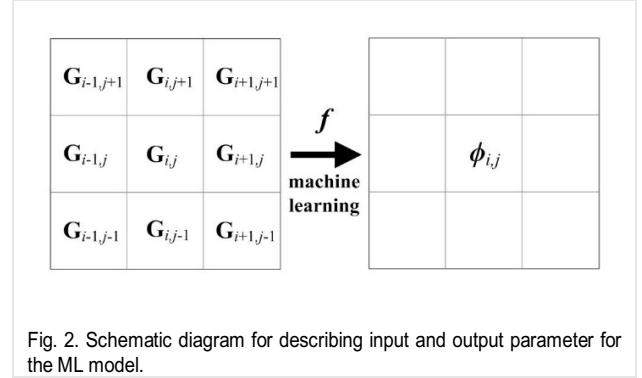 G_{i-1,j+1} G_{i,j+1} G_{i+1,j+1}
f
G_{i-1,j} G_{i,j} G_{i+1,j} ϕ_{i,j}
machine
learning
G_{i-1,j-1} G_{i,j-1} G_{i+1,j-1}
Fig. 2. Schematic diagram for describing input and output parameter for
the ML model.